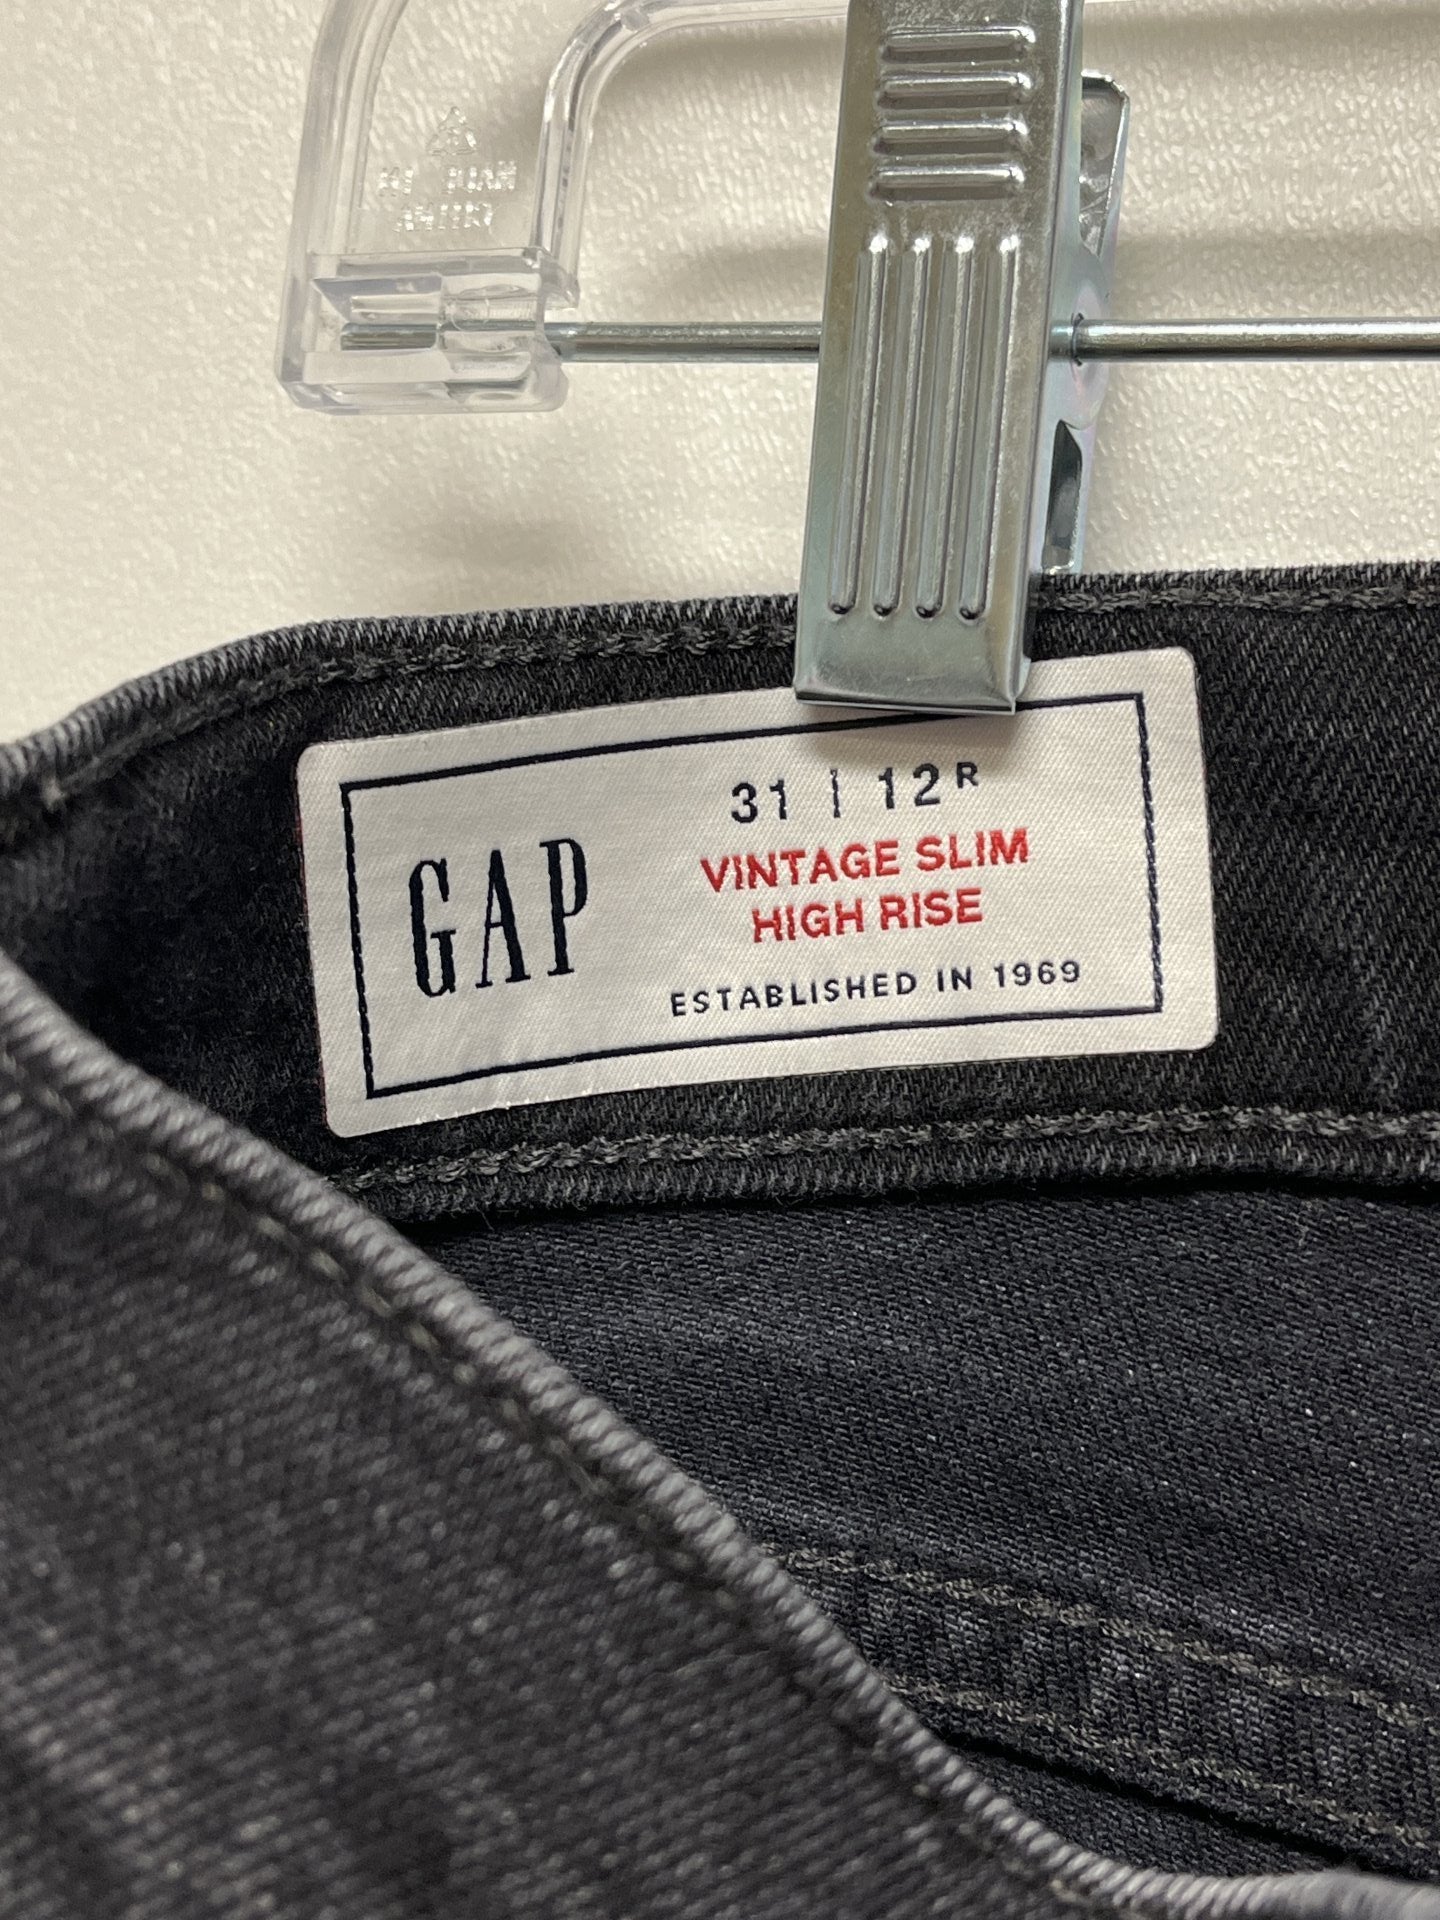 31 | 12R
GAP
VINTAGE SLIM
HIGH RISE
ESTABLISHED IN 1969